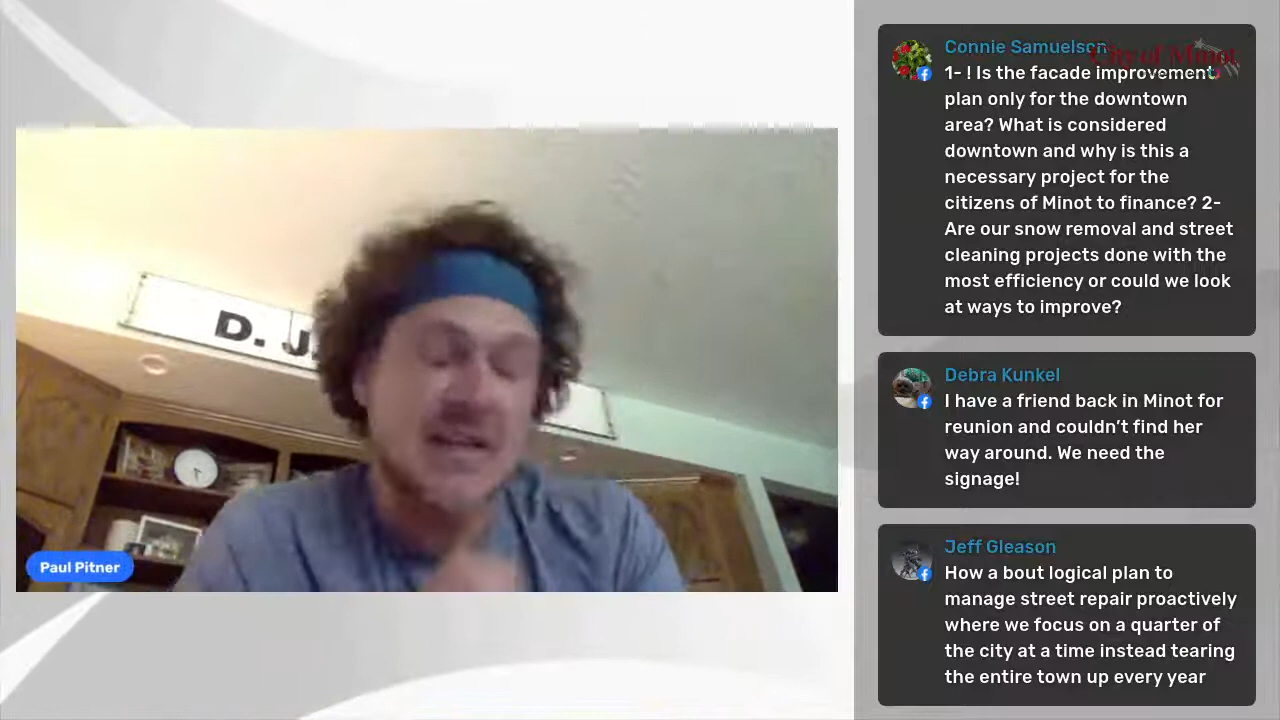 D. J.
Paul Pitner
City of Minot
Connie Samuelson
1- ! Is the facade improvement
plan only for the downtown
area? What is considered
downtown and why is this a
necessary project for the
citizens of Minot to finance? 2-
Are our snow removal and street
cleaning projects done with the
most efficiency or could we look
at ways to improve?
Debra Kunkel
I have a friend back in Minot for
reunion and couldn’t find her
way around. We need the
signage!
Jeff Gleason
How a bout logical plan to
manage street repair proactively
where we focus on a quarter of
the city at a time instead tearing
the entire town up every year